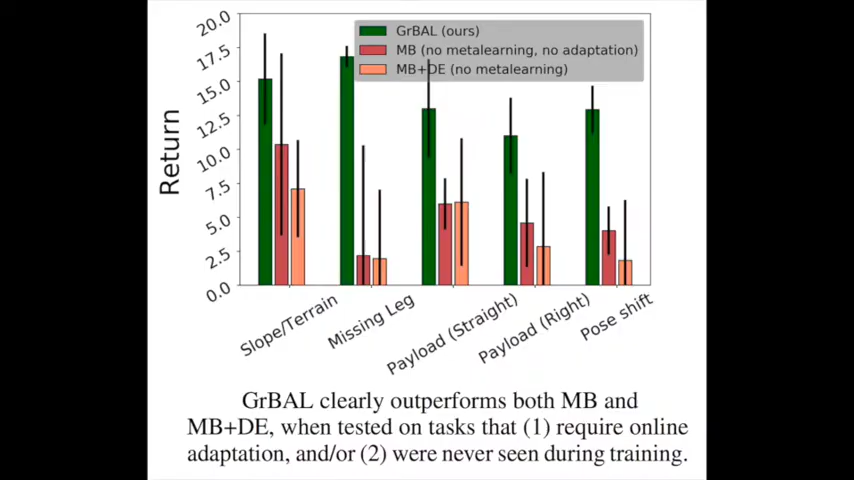 20.0
17.5
15.0
12.5
10.0
7.5
5.0
2.5
0.0
Return
GrBAL (ours)
MB (no metalearning, no adaptation)
MB+DE (no metalearning)
Slope/Terrain
Missing Leg
Payload (Straight)
Payload (Right)
Pose shift
GrBAL clearly outperforms both MB and
MB+DE, when tested on tasks that (1) require online
adaptation, and/or (2) were never seen during training.